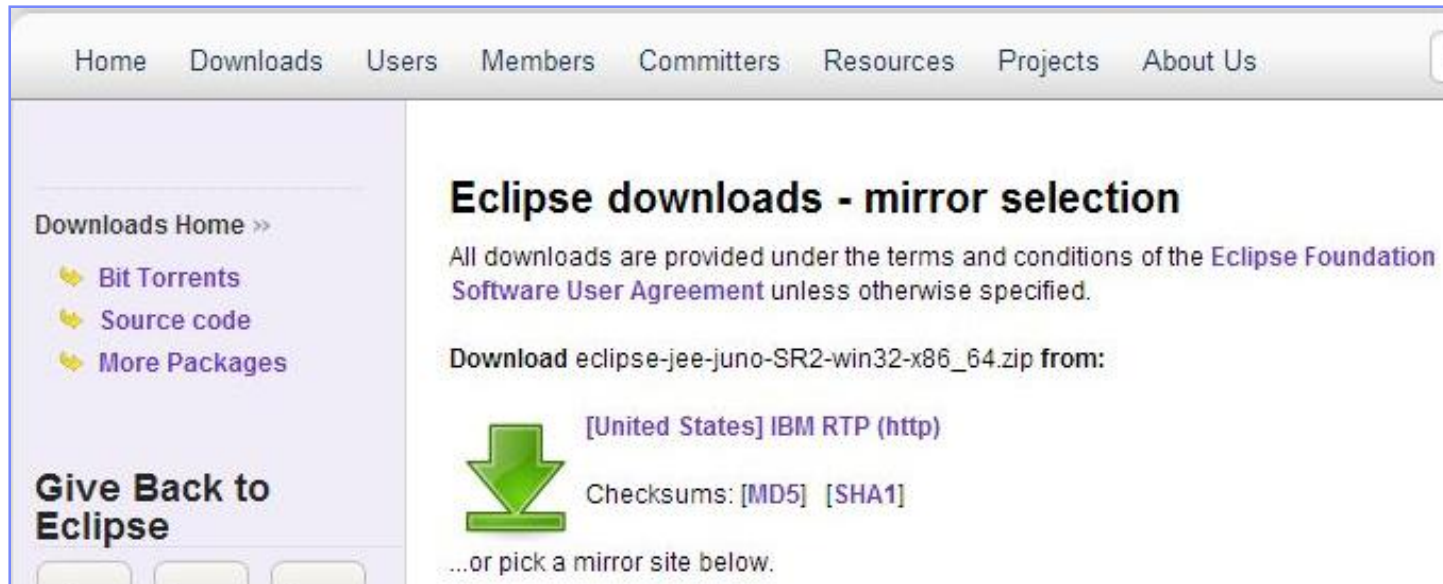 Home Downloads Users Members Committers Resources Projects About Us
Downloads Home »
Bit Torrents
Source code
More Packages
Give Back to
Eclipse
Eclipse downloads - mirror selection
All downloads are provided under the terms and conditions of the Eclipse Foundation
Software User Agreement unless otherwise specified.
Download eclipse-jee-juno-SR2-win32-x86_64.zip from:
[United States] IBM RTP (http)
Checksums: [MD5] [SHA1]
...or pick a mirror site below.